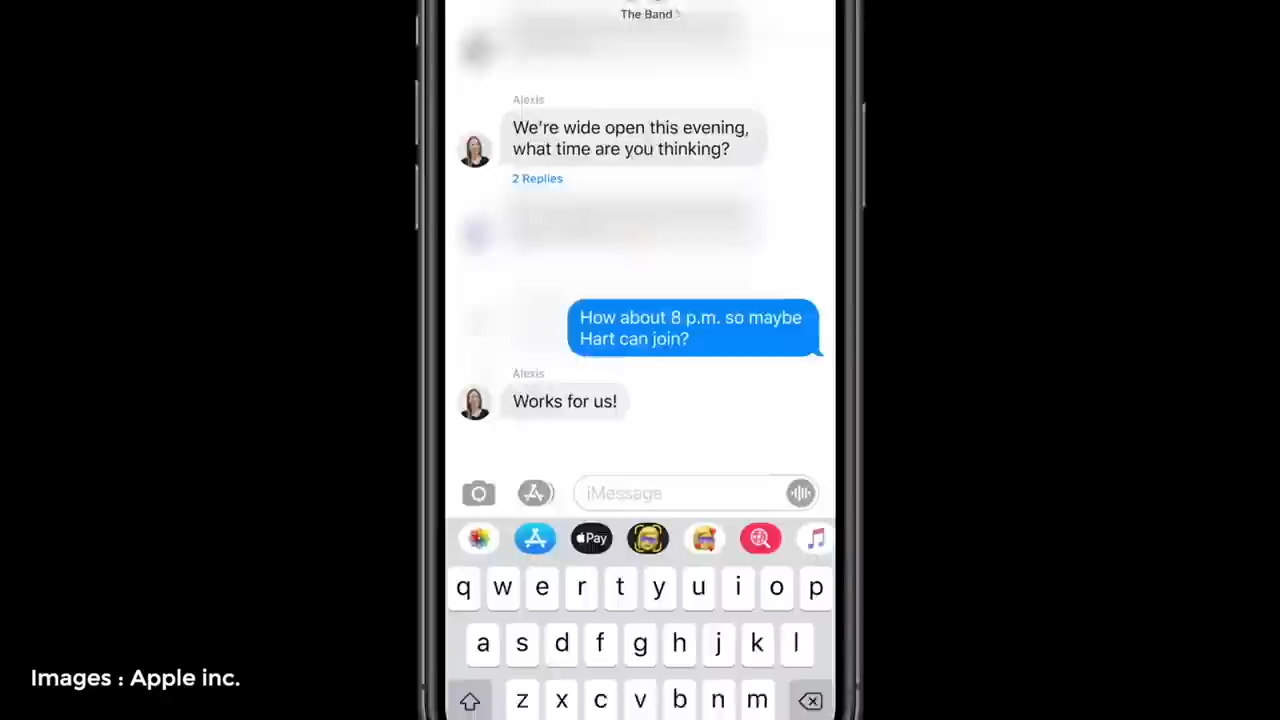 The Band
Alexis
We're wide open this evening,
what time are you thinking?
2 Replies
How about 8 p.m. so maybe
Hart can join?
Alexis
Works for us!
iMessage
Pay
q w e r t y u i o p
a s d f g h j k l
z x c v b n m
Images : Apple inc.